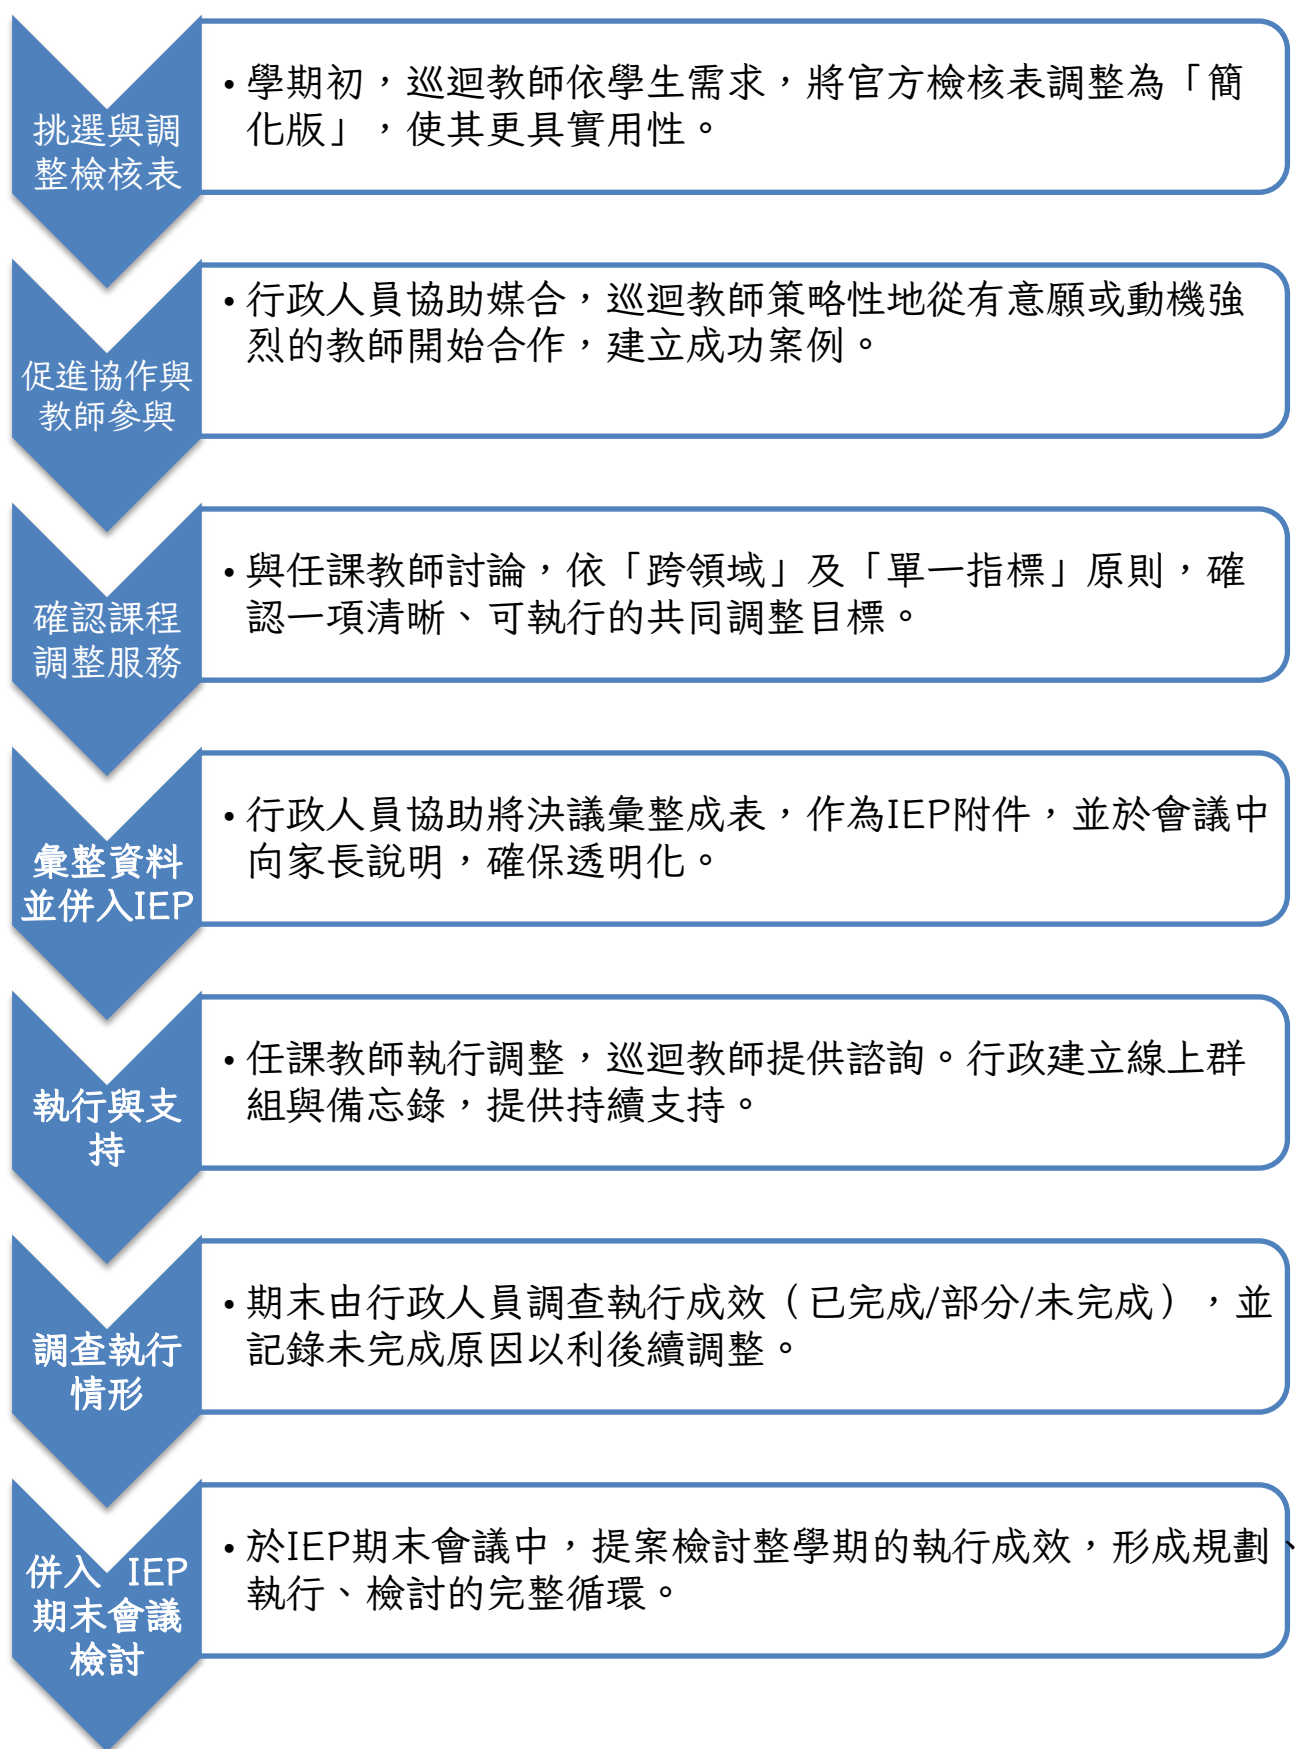 挑選與調
整檢核表
• 學期初，巡迴教師依學生需求，將官方檢核表調整為「簡
化版」，使其更具實用性。
促進協作與
教師參與
• 行政人員協助媒合，巡迴教師策略性地從有意願或動機強
烈的教師開始合作，建立成功案例。
確認課程
調整服務
• 與任課教師討論，依「跨領域」及「單一指標」原則，確
認一項清晰、可執行的共同調整目標。
彙整資料
並併入IEP
• 行政人員協助將決議彙整成表，作為IEP附件，並於會議中
向家長說明，確保透明化。
執行與支
持
• 任課教師執行調整，巡迴教師提供諮詢。行政建立線上群
組與備忘錄，提供持續支持。
調查執行
情形
• 期末由行政人員調查執行成效（已完成/部分/未完成），並
記錄未完成原因以利後續調整。
併入 IEP
期末會議
檢討
• 於IEP期末會議中，提案檢討整學期的執行成效，形成規劃、
執行、檢討的完整循環。